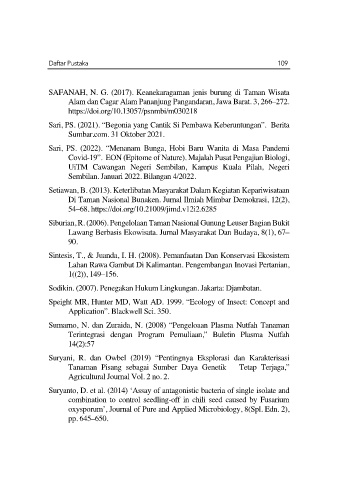 Daftar Pustaka 109
SAFANAH, N. G. (2017). Keanekaragaman jenis burung di Taman Wisata
Alam dan Cagar Alam Pananjung Pangandaran, Jawa Barat. 3, 266–272.
https://doi.org/10.13057/psnmbi/m030218
Sari, PS. (2021). “Begonia yang Cantik Si Pembawa Keberuntungan”. Berita
Sumbar.com. 31 Oktober 2021.
Sari, PS. (2022). “Menanam Bunga, Hobi Baru Wanita di Masa Pandemi
Covid-19”. EON (Epitome of Nature). Majalah Pusat Pengajian Biologi,
UiTM Cawangan Negeri Sembilan, Kampus Kuala Pilah, Negeri
Sembilan. Januari 2022. Bilangan 4/2022.
Setiawan, B. (2013). Keterlibatan Masyarakat Dalam Kegiatan Kepariwisataan
Di Taman Nasional Bunaken. Jurnal Ilmiah Mimbar Demokrasi, 12(2),
54–68. https://doi.org/10.21009/jimd.v12i2.6285
Siburian, R. (2006). Pengelolaan Taman Nasional Gunung Leuser Bagian Bukit
Lawang Berbasis Ekowisata. Jurnal Masyarakat Dan Budaya, 8(1), 67–
90.
Sintesis, T., & Juanda, I. H. (2008). Pemanfaatan Dan Konservasi Ekosistem
Lahan Rawa Gambut Di Kalimantan. Pengembangan Inovasi Pertanian,
1((2)), 149–156.
Sodikin. (2007). Penegakan Hukum Lingkungan. Jakarta: Djambatan.
Speight MR, Hunter MD, Watt AD. 1999. “Ecology of Insect: Concept and
Application”. Blackwell Sci. 350.
Sumarno, N. dan Zuraida, N. (2008) “Pengeloaan Plasma Nutfah Tanaman
Terintegrasi dengan Program Pemuliaan,” Buletin Plasma Nutfah
14(2):57
Suryani, R. dan Owbel (2019) “Pentingnya Eksplorasi dan Karakterisasi
Tanaman Pisang sebagai Sumber Daya Genetik Tetap Terjaga,”
Agricultural Journal Vol. 2 no. 2.
Suryanto, D. et al. (2014) ‘Assay of antagonistic bacteria of single isolate and
combination to control seedling-off in chili seed caused by Fusarium
oxysporum’, Journal of Pure and Applied Microbiology, 8(Spl. Edn. 2),
pp. 645–650.